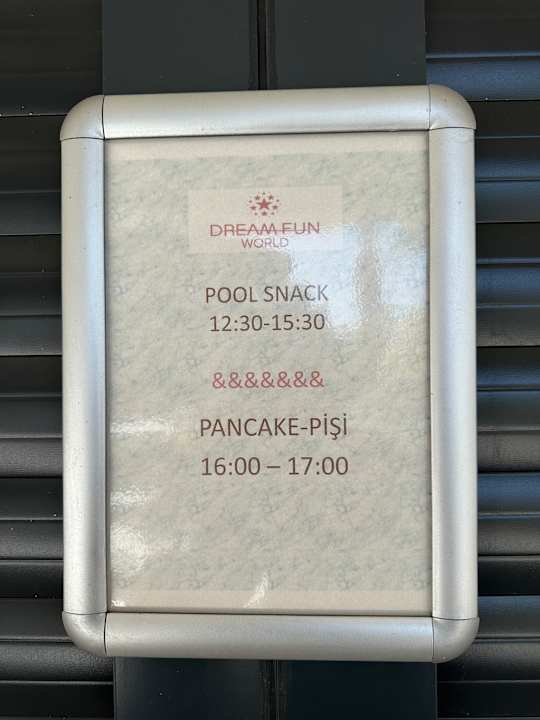 DREAM FUN
WORLD
POOL SNACK
12:30-15:30
&&&&&&&
PANCAKE-PİŞİ
16:00 – 17:00